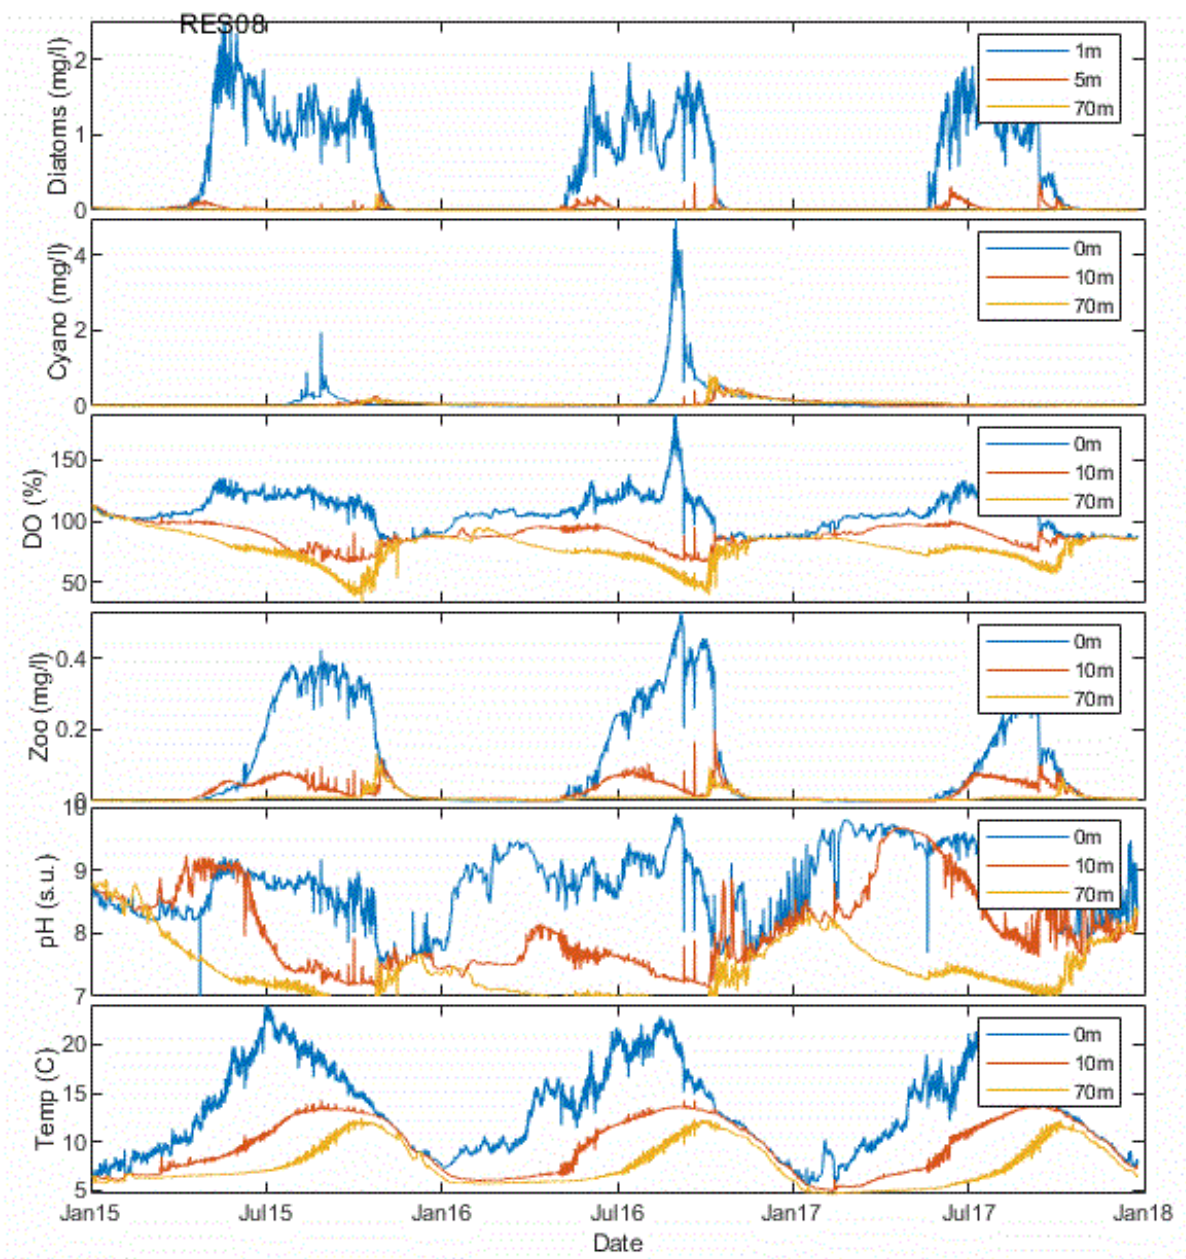 RES08
Diatoms (mg/l)
2
1
0
1m
5m
70m
Cyano (mg/l)
4
2
0
0m
10m
70m
DO (%)
150
100
50
0m
10m
70m
Zoo (mg/l)
0.4
0.2
0
0m
10m
70m
pH (s.u.)
10
9
8
7
0m
10m
70m
Temp (C)
20
15
10
5
0m
10m
70m
Jan15 Jul15 Jan16 Jul16 Jan17 Jul17 Jan18
Date